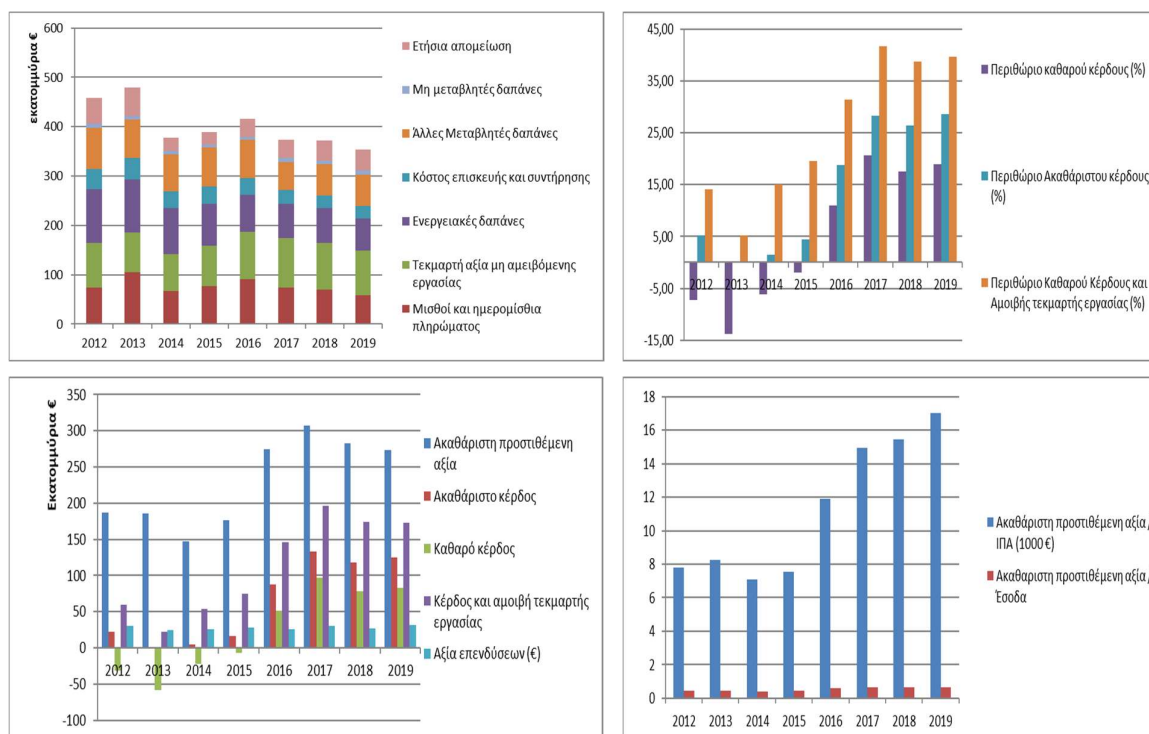 εκατομμύρια €
600
500
400
300
200
100
0
2012 2013 2014 2015 2016 2017 2018 2019
Ετήσια απομείωση
Μη μεταβλητές δαπάνες
Άλλες Μεταβλητές δαπάνες
Κόστος επισκευής και συντήρησης
Ενεργειακές δαπάνες
Τεκμαρτή αξία μη αμειβόμενης
εργασίας
Μισθοί και ημερομίσθια
πληρώματος
45,00
35,00
25,00
15,00
5,00
-5,00
-15,00
2012 2013 2014 2015 2016 2017 2018 2019
Περιθώριο καθαρού κέρδους (%)
Περιθώριο Ακαθάριστου κέρδους
(%)
Περιθώριο Καθαρού Κέρδους και
Αμοιβής τεκμαρτής εργασίας (%)
Εκατομμύρια €
350
300
250
200
150
100
50
0
-50
-100
2012 2013 2014 2015 2016 2017 2018 2019
Ακαθάριστη προστιθέμενη
αξία
Ακαθάριστο κέρδος
Καθαρό κέρδος
Κέρδος και αμοιβή τεκμαρτής
εργασίας
Αξία επενδύσεων (€)
18
16
14
12
10
8
6
4
2
0
2012 2013 2014 2015 2016 2017 2018 2019
Ακαθάριστη προστιθέμενη αξία /
ΙΠΑ (1000 €)
Ακαθαριστη προστιθέμενη αξία /
Έσοδα